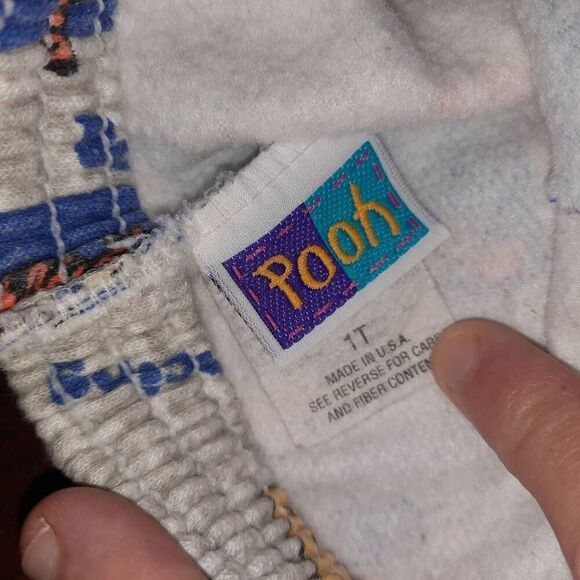 Pooh
1T
MADE IN U.S.A.
SEE REVERSE FOR CARE
AND FIBER CONTENT